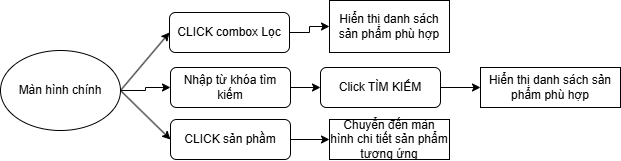 Màn hình chính
CLICK combox Lọc
Hiển thị danh sách
sản phẩm phù hợp
Nhập từ khóa tìm
kiếm
Click TÌM KIẾM
Hiển thị danh sách sản
phẩm phù hợp
CLICK sản phầm
Chuyển đến màn
hình chi tiết sản phẩm
tương ứng